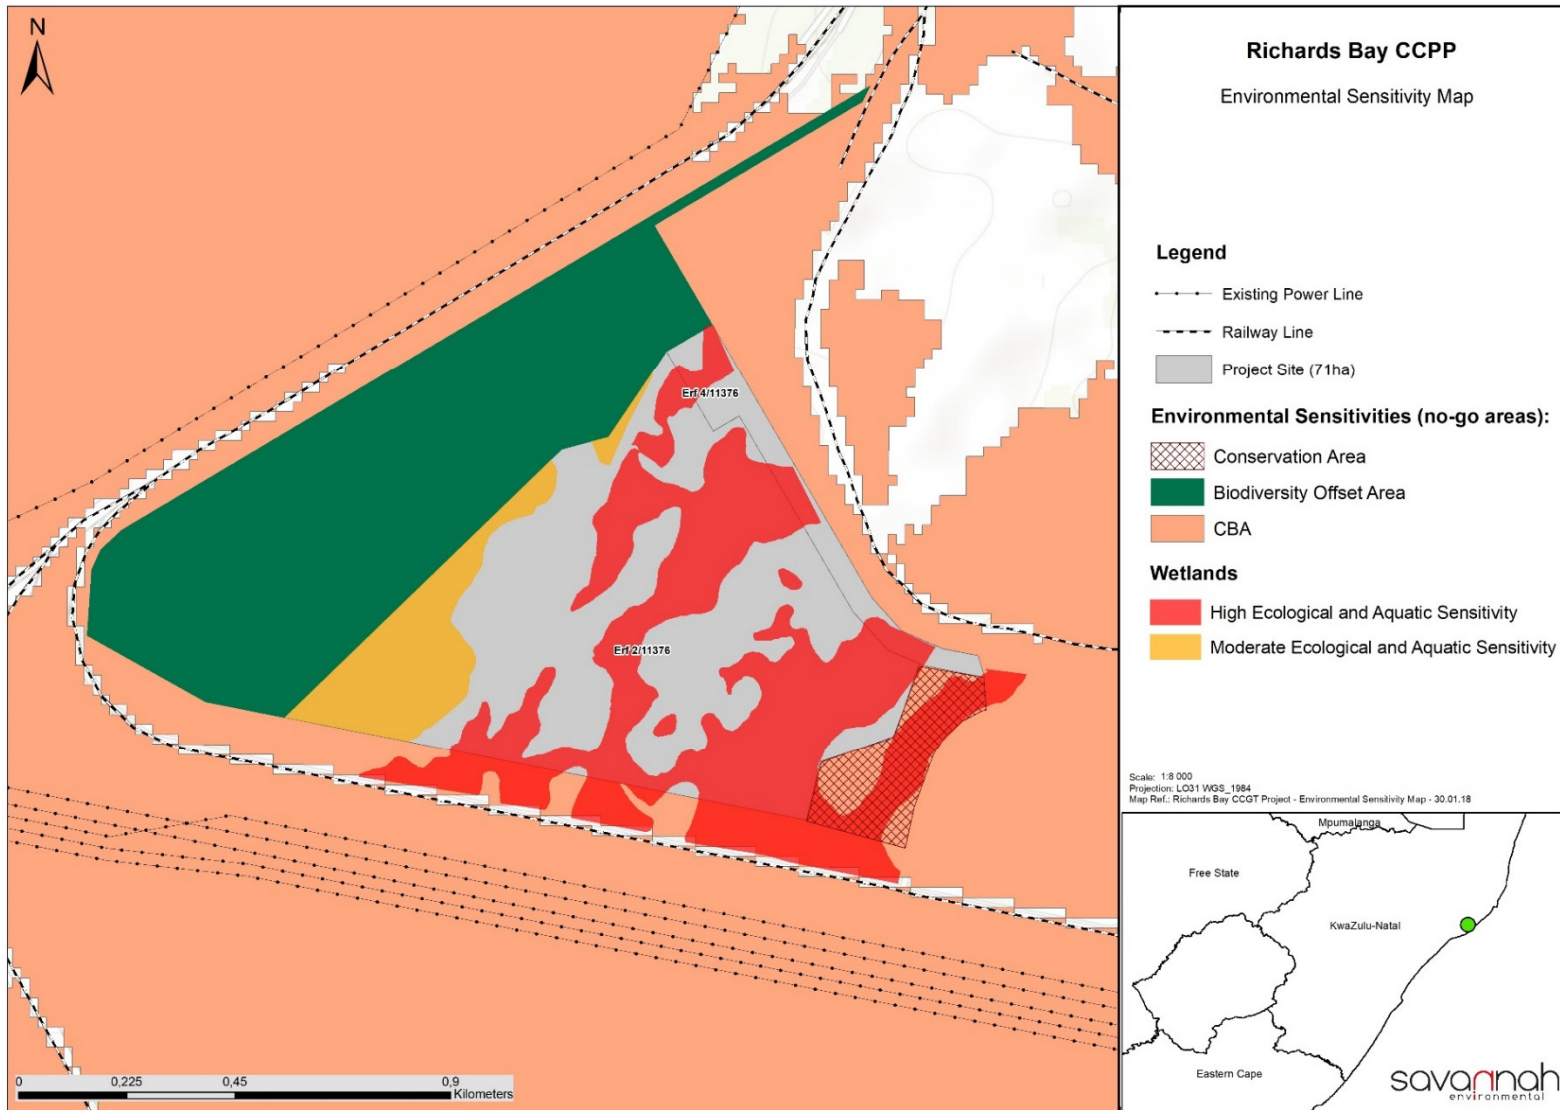 N
Erf 4/11376
Erf 2/11376
0 0,225 0,45 0,9
Kilometers
Richards Bay CCPP
Environmental Sensitivity Map
Legend
Existing Power Line
Railway Line
Project Site (71ha)
Environmental Sensitivities (no-go areas):
Conservation Area
Biodiversity Offset Area
CBA
Wetlands
High Ecological and Aquatic Sensitivity
Moderate Ecological and Aquatic Sensitivity
Scale: 1:8 000
Projection: LO31 WGS_1984
Map Ref.: Richards Bay CCGT Project - Environmental Sensitivity Map - 30.01.18
Mpumalanga
Free State
KwaZulu-Natal
Eastern Cape
savannah
environmental